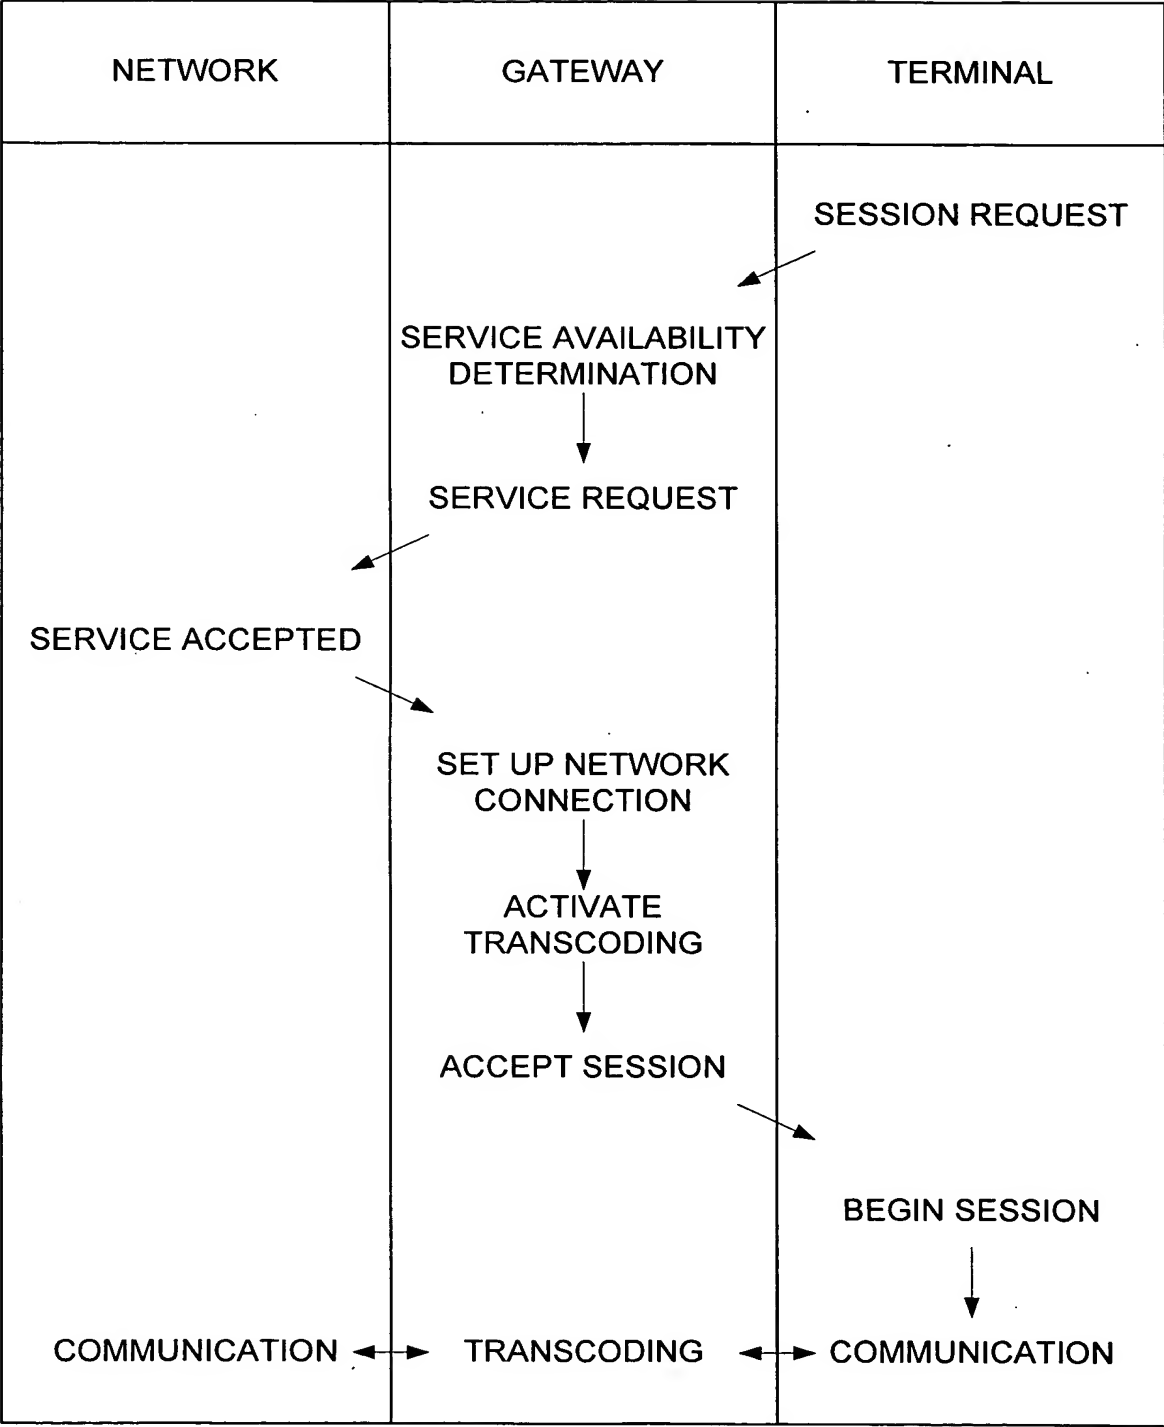 NETWORK
GATEWAY
TERMINAL
SESSION REQUEST
SERVICE AVAILABILITY
DETERMINATION
SERVICE REQUEST
SERVICE ACCEPTED
SET UP NETWORK
CONNECTION
ACTIVATE
TRANSCODING
ACCEPT SESSION
BEGIN SESSION
COMMUNICATION
TRANSCODING
COMMUNICATION